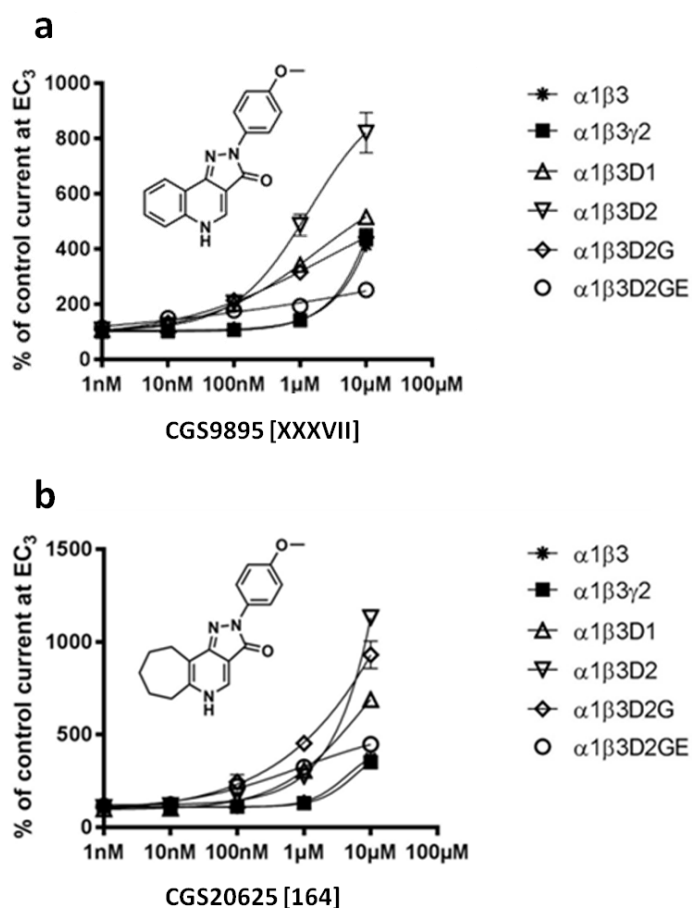 a
% of control current at EC3
1000
800
600
400
200
0
1nM 10nM 100nM 1µM 10µM 100µM
O
N N
O
N
H
α1β3
α1β3γ2
α1β3D1
α1β3D2
α1β3D2G
α1β3D2GE
CGS9895 [XXXVII]
b
% of control current at EC3
1500
1000
500
0
1nM 10nM 100nM 1µM 10µM 100µM
O
N N
O
N
H
α1β3
α1β3γ2
α1β3D1
α1β3D2
α1β3D2G
α1β3D2GE
CGS20625 [164]